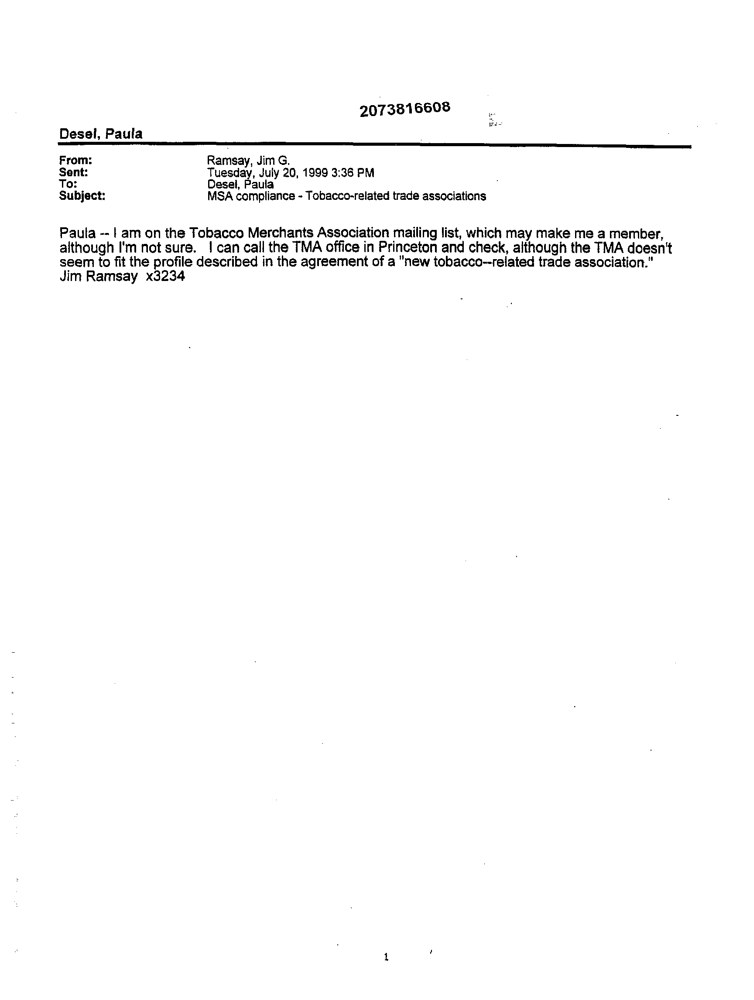 2073816608
Desel, Paula
From: Ramsay, Jim G.
Sent: Tuesday, July 20, 1999 3:36 PM
To: Desel, Paula
Subject: MSA compliance - Tobacco-related trade associations
Paula -- I am on the Tobacco Merchants Association mailing list, which may make me a member,
although I'm not sure. I can call the TMA office in Princeton and check, although the TMA doesn't
seem to fit the profile described in the agreement of a "new tobacco--related trade association."
Jim Ramsay x3234
1